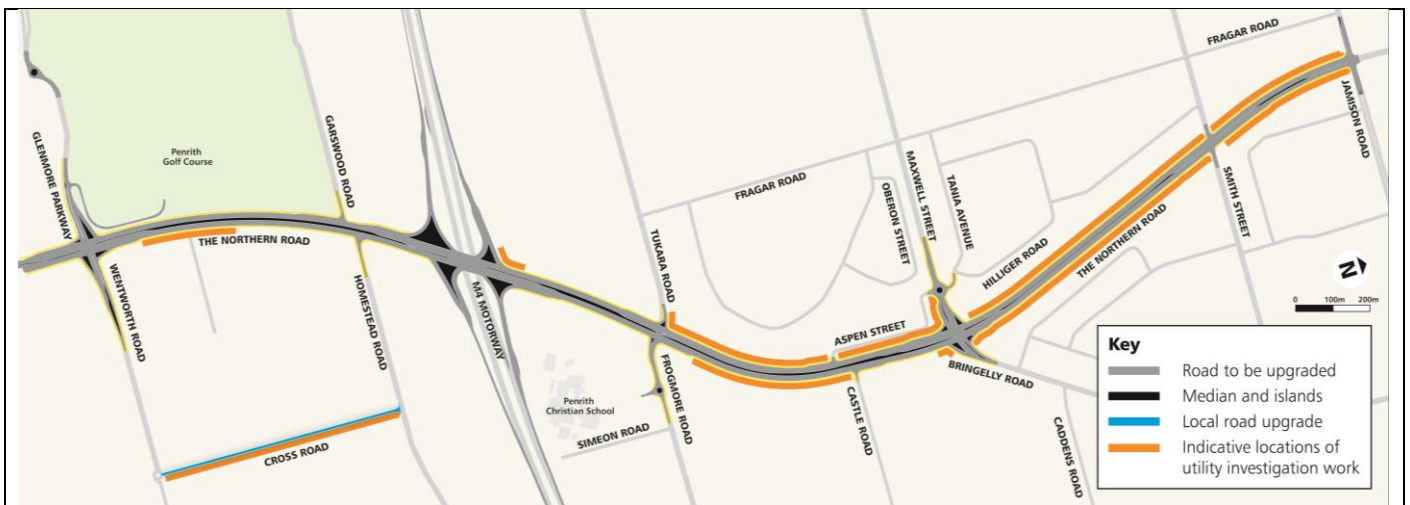 FRAGAR ROAD
JAMISON ROAD
GLENMORE PARKWAY
Penrith
Golf Course
GARSWOOD ROAD
THE NORTHERN ROAD
WENTWORTH ROAD
HOMESTEAD ROAD
M4 MOTORWAY
CROSS ROAD
Penrith
Christian School
SIMEON ROAD
TUKARA ROAD
FROGMORE ROAD
FRAGAR ROAD
OBERON STREET
MAXWELL STREET
TANIA AVENUE
ASPEN STREET
HILLIGER ROAD
THE NORTHERN ROAD
SMITH STREET
CASTLE ROAD
BRINGELLY ROAD
CADDENS ROAD
N
0 100m 200m
Key
Road to be upgraded
Median and islands
Local road upgrade
Indicative locations of
utility investigation work